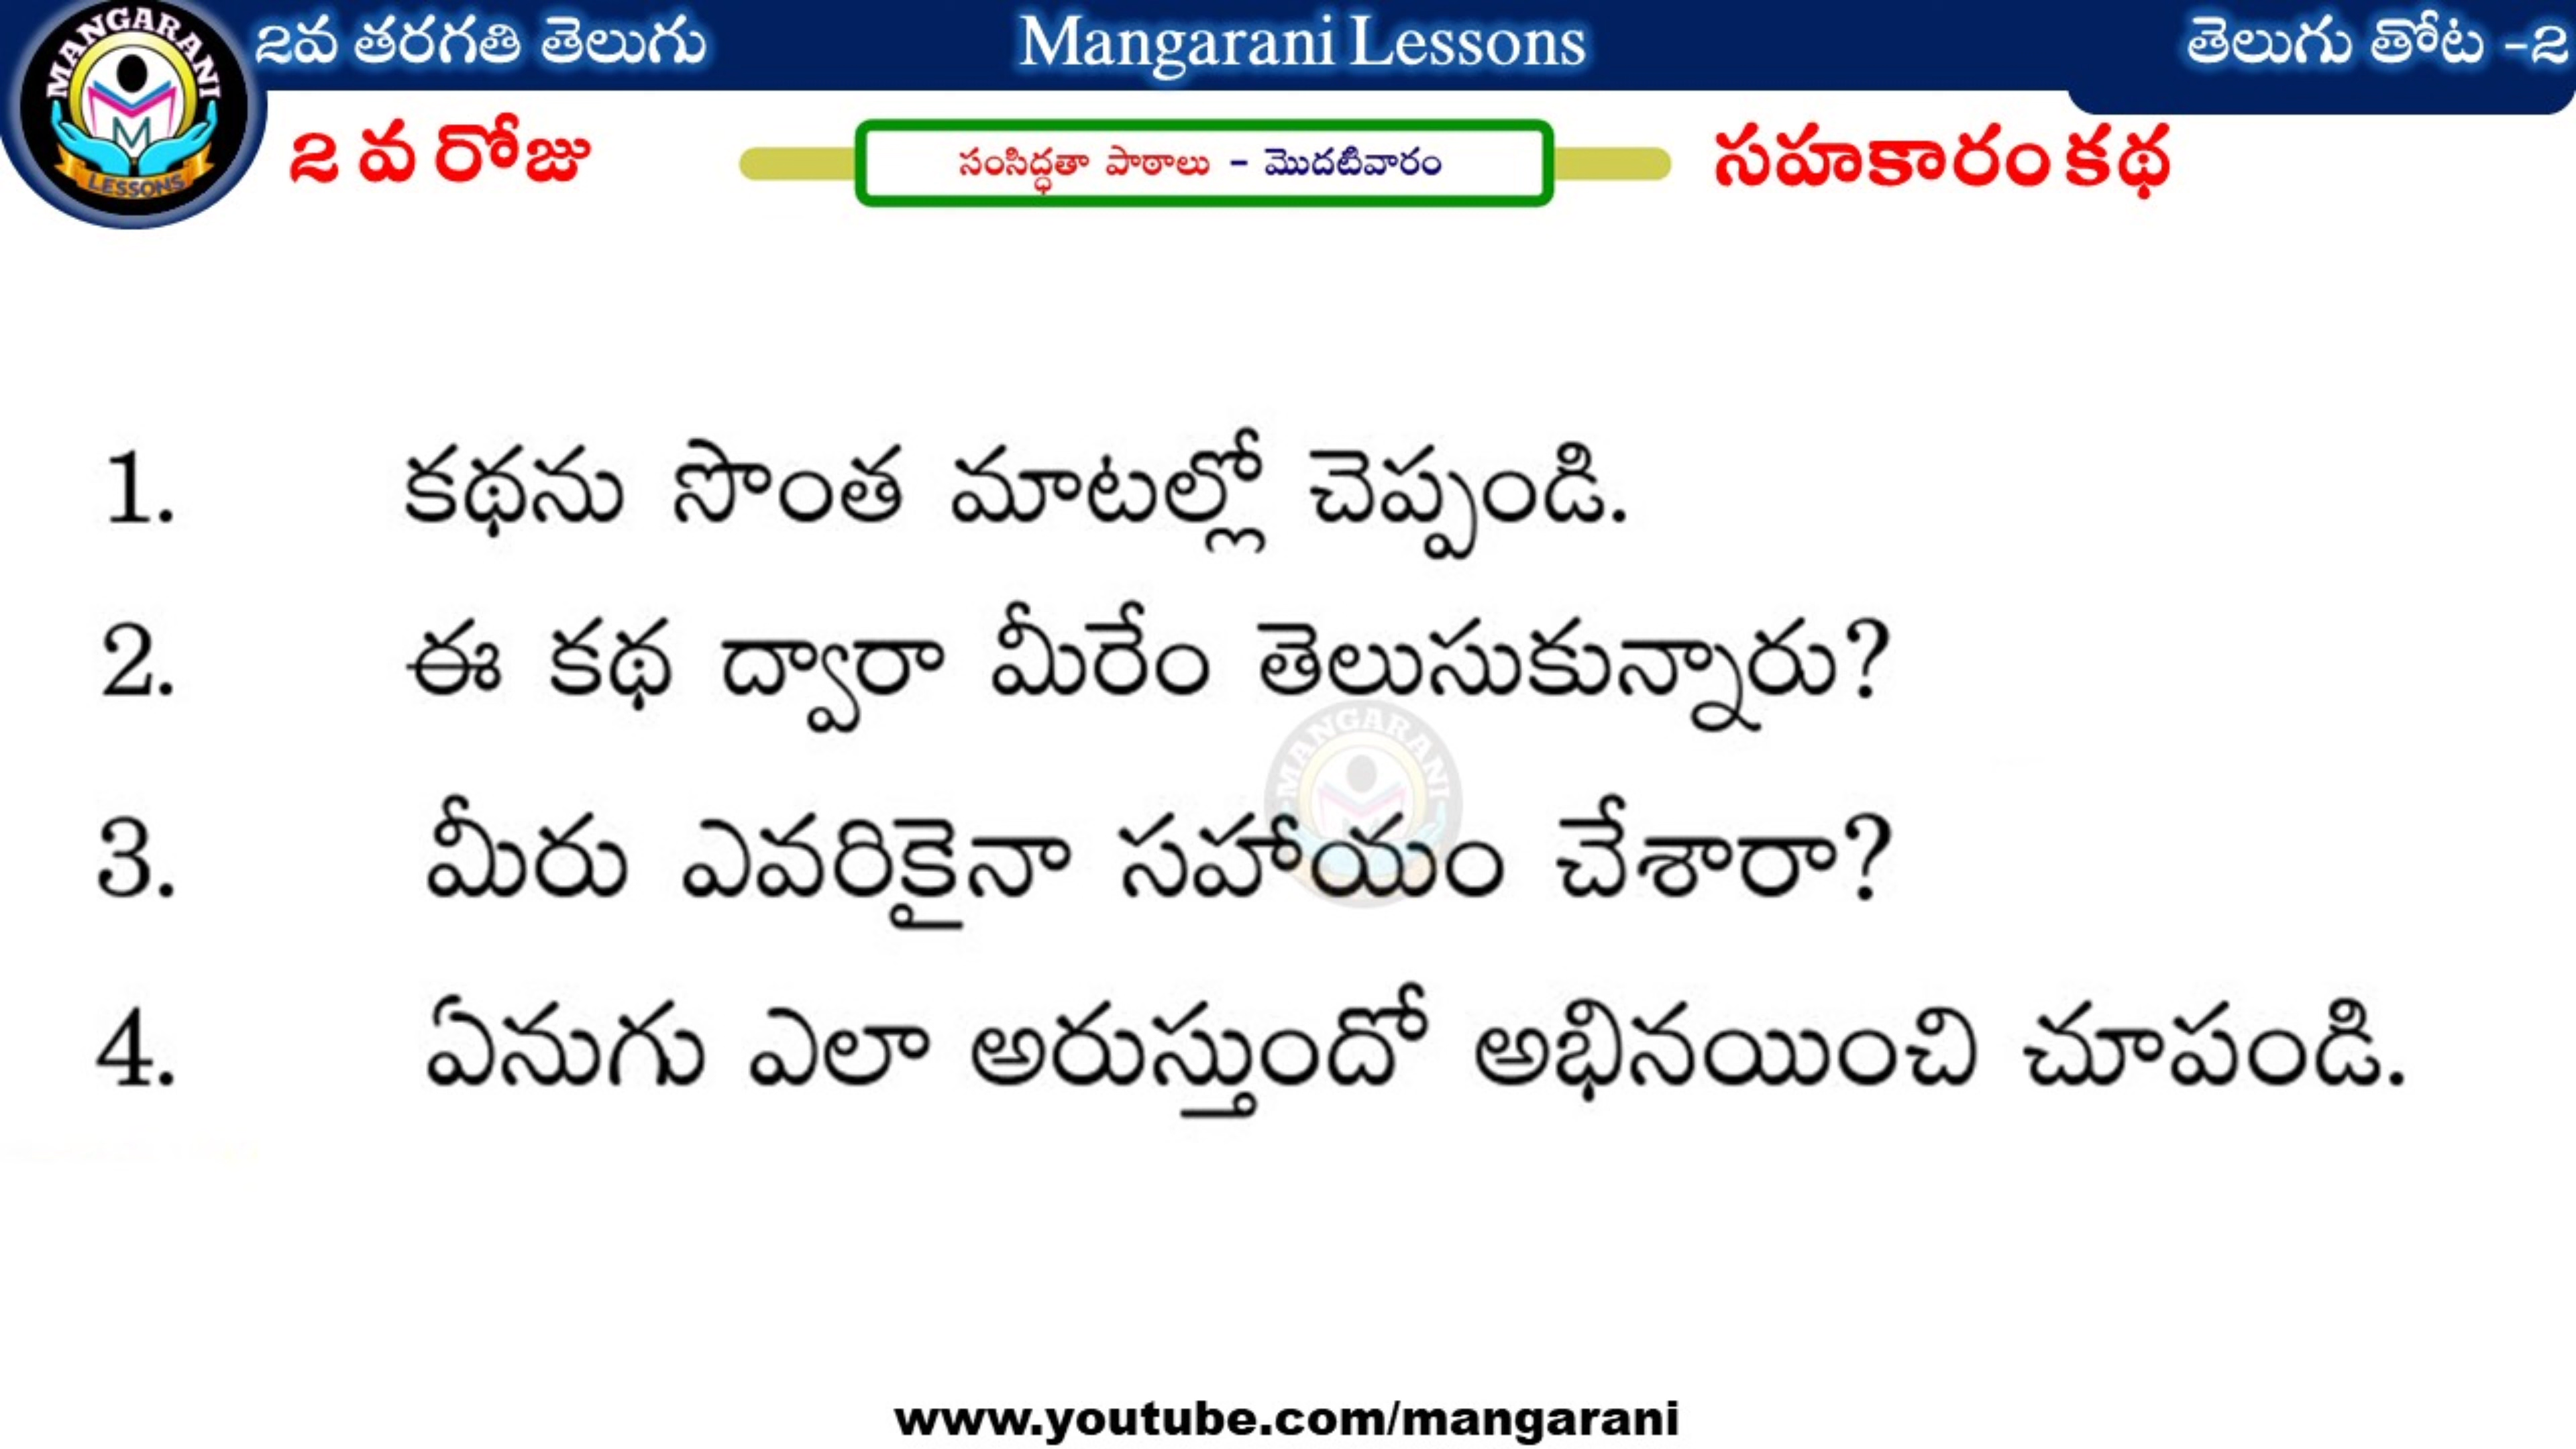 MANGARANI
LESSONS
2వ తరగతి తెలుగు
Mangarani Lessons
తెలుగు తోట -2
2 వ రోజు
సంసిద్ధతా పాఠాలు - మొదటివారం
సహకారం కథ
1. కథను సొంత మాటల్లో చెప్పండి.
2. ఈ కథ ద్వారా మీరేం తెలుసుకున్నారు?
3. మీరు ఎవరికైనా సహాయం చేశారా?
4. ఏనుగు ఎలా అరుస్తుందో అభినయించి చూపండి.
MANGARANI
www.youtube.com/mangarani